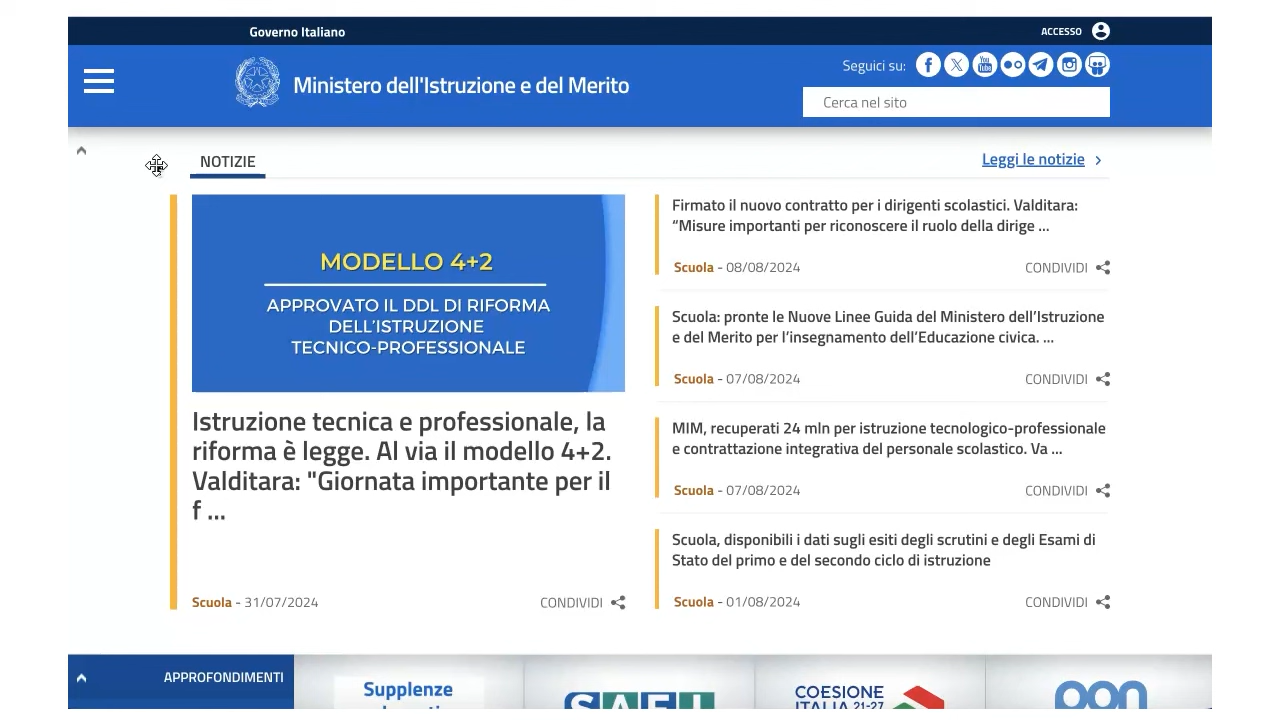 Governo Italiano
ACCESSO
Ministero dell'Istruzione e del Merito
Seguici su:
You
Tube
Cerca nel sito
NOTIZIE
Leggi le notizie
MODELLO 4+2
APPROVATO IL DDL DI RIFORMA
DELL'ISTRUZIONE
TECNICO-PROFESSIONALE
Istruzione tecnica e professionale, la
riforma è legge. Al via il modello 4+2.
Valditara: "Giornata importante per il
f ...
Scuola - 31/07/2024
CONDIVIDI
Firmato il nuovo contratto per i dirigenti scolastici. Valditara:
“Misure importanti per riconoscere il ruolo della dirige ...
Scuola - 08/08/2024
CONDIVIDI
Scuola: pronte le Nuove Linee Guida del Ministero dell’Istruzione
e del Merito per l’insegnamento dell’Educazione civica. ...
Scuola - 07/08/2024
CONDIVIDI
MIM, recuperati 24 mln per istruzione tecnologico-professionale
e contrattazione integrativa del personale scolastico. Va ...
Scuola - 07/08/2024
CONDIVIDI
Scuola, disponibili i dati sugli esiti degli scrutini e degli Esami di
Stato del primo e del secondo ciclo di istruzione
Scuola - 01/08/2024
CONDIVIDI
APPROFONDIMENTI
Supplenze
COESIONE
ITALIA 21-27
pon